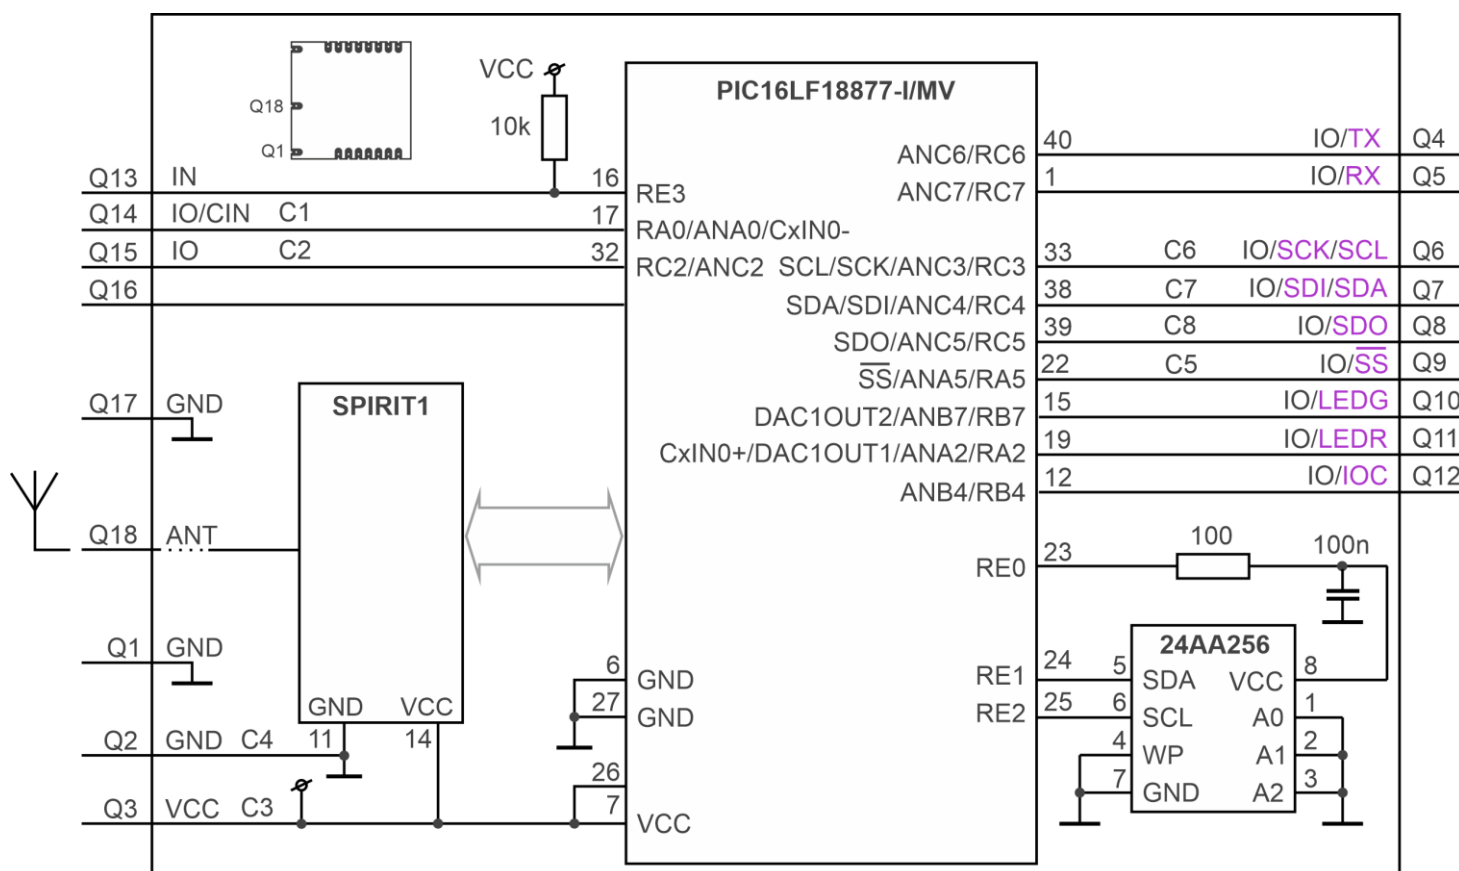 PIC16LF18877-I/MV
VCC
10k
Q18
Q1
Q13 IN 16 RE3
Q14 IO/CIN C1 17 RA0/ANA0/CxIN0-
Q15 IO C2 32 RC2/ANC2
Q16
ANC6/RC6 40 IO/TX Q4
ANC7/RC7 1 IO/RX Q5
SCL/SCK/ANC3/RC3 33 C6 IO/SCK/SCL Q6
SDA/SDI/ANC4/RC4 38 C7 IO/SDI/SDA Q7
SDO/ANC5/RC5 39 C8 IO/SDO Q8
S̅S̅/ANA5/RA5 22 C5 IO/S̅S̅ Q9
DAC1OUT2/ANB7/RB7 15 IO/LEDG Q10
CxIN0+/DAC1OUT1/ANA2/RA2 19 IO/LEDR Q11
ANB4/RB4 12 IO/IOC Q12
Q17 GND
SPIRIT1
Q18 ANT
Q1 GND
GND VCC
11 14
Q2 GND C4
Q3 VCC C3
6 GND
27 GND
26
7 VCC
RE0 23 100 100n
RE1 24
RE2 25
24AA256
5 SDA VCC 8
6 SCL A0 1
4 WP A1 2
7 GND A2 3